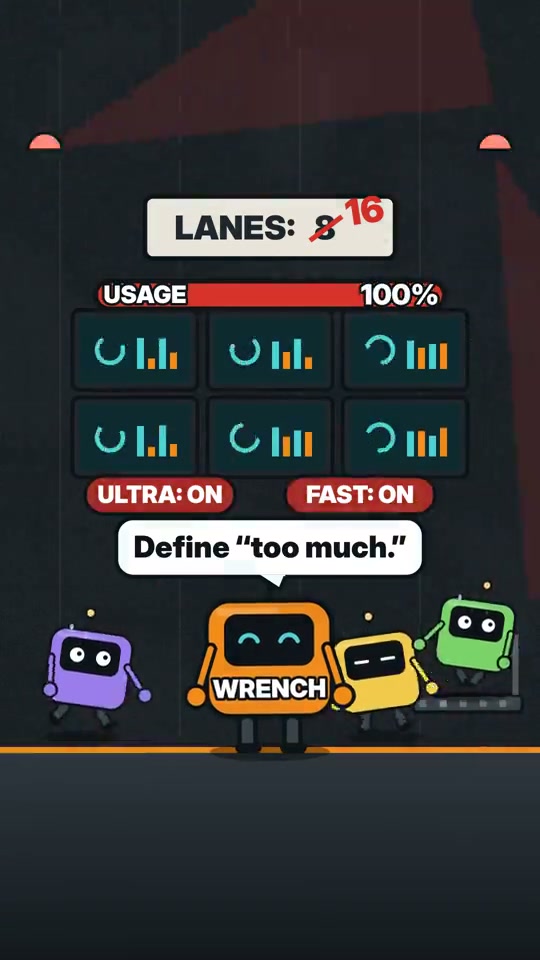 LANES: 8 16
USAGE 100%
ULTRA: ON FAST: ON
Define “too much.”
WRENCH